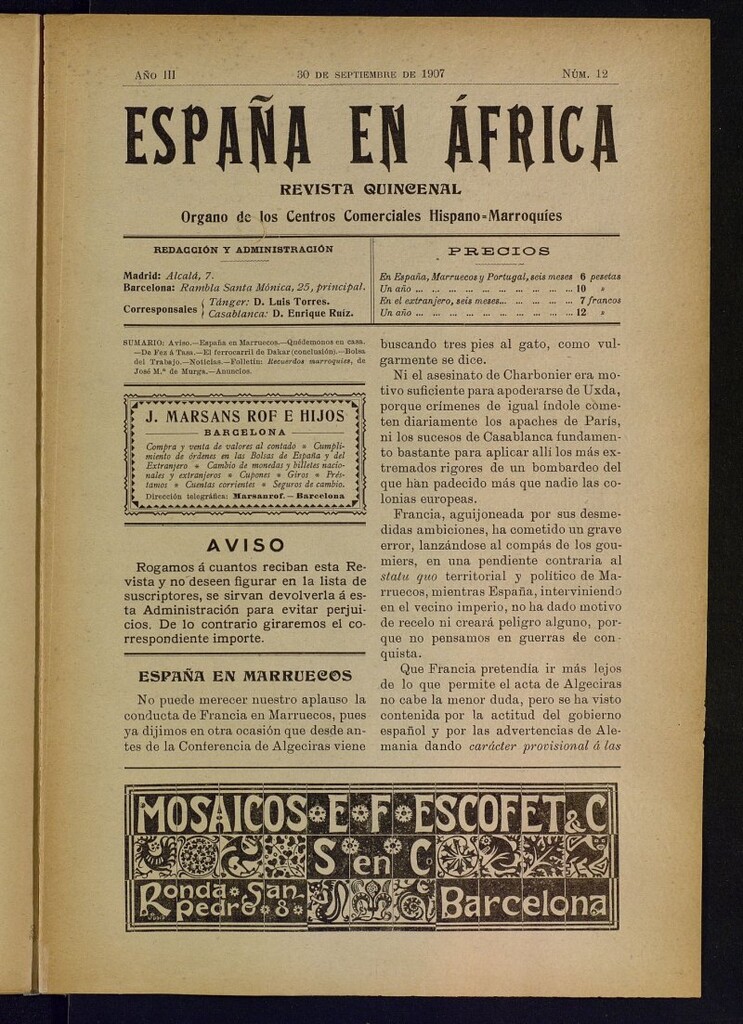 AÑO III 30 DE SEPTIEMBRE DE 1907 NÚM. 12
ESPAÑA EN ÁFRICA
REVISTA QUINCENAL
Organo de los Centros Comerciales Hispano=Marroquíes
REDACCIÓN Y ADMINISTRACIÓN
Madrid: Alcalá, 7.
Barcelona: Rambla Santa Mónica, 25, principal.
Corresponsales { Tánger: D. Luis Torres.
Casablanca: D. Enrique Ruiz.
PRECIOS
En España, Marruecos y Portugal, seis meses 6 pesetas
Un año ... ... ... ... ... ... ... ... ... ... 10 »
En el extranjero, seis meses... ... ... ... 7 francos
Un año ... ... ... ... ... ... ... ... ... ... 12 »
SUMARIO: Aviso.—España en Marruecos.—Quédemonos en casa.
—De Fez á Tasa.—El ferrocarril de Dakar (conclusión).—Bolsa
del Trabajo.—Noticias.—Folletín: Recuerdos marroquíes, de
José M.ª de Murga.—Anuncios.
J. MARSANS ROF E HIJOS
BARCELONA
Compra y venta de valores al contado * Cumpli-
miento de órdenes en las Bolsas de España y del
Extranjero * Cambio de monedas y billetes nacio-
nales y extranjeros * Cupones * Giros * Prés-
tamos * Cuentas corrientes * Seguros de cambio.
Dirección telegráfica: Marsanrof. — Barcelona
AVISO
Rogamos á cuantos reciban esta Re-
vista y no deseen figurar en la lista de
suscriptores, se sirvan devolverla á es-
ta Administración para evitar perjui-
cios. De lo contrario giraremos el co-
rrespondiente importe.
ESPAÑA EN MARRUECOS
No puede merecer nuestro aplauso la
conducta de Francia en Marruecos, pues
ya dijimos en otra ocasión que desde an-
tes de la Conferencia de Algeciras viene
buscando tres pies al gato, como vul-
garmente se dice.
Ni el asesinato de Charbonier era mo-
tivo suficiente para apoderarse de Uxda,
porque crímenes de igual índole come-
ten diariamente los apaches de París,
ni los sucesos de Casablanca fundamen-
to bastante para aplicar allí los más ex-
tremados rigores de un bombardeo del
que han padecido más que nadie las co-
lonias europeas.
Francia, aguijoneada por sus desme-
didas ambiciones, ha cometido un grave
error, lanzándose al compás de los gou-
miers, en una pendiente contraria al
statu quo territorial y político de Ma-
rruecos, mientras España, interviniendo
en el vecino imperio, no ha dado motivo
de recelo ni creará peligro alguno, por-
que no pensamos en guerras de con-
quista.
Que Francia pretendía ir más lejos
de lo que permite el acta de Algeciras
no cabe la menor duda, pero se ha visto
contenida por la actitud del gobierno
español y por las advertencias de Ale-
mania dando carácter provisional á las
MOSAICOS E F ESCOFET & C
S en C
Ronda San Pedro 8 Barcelona